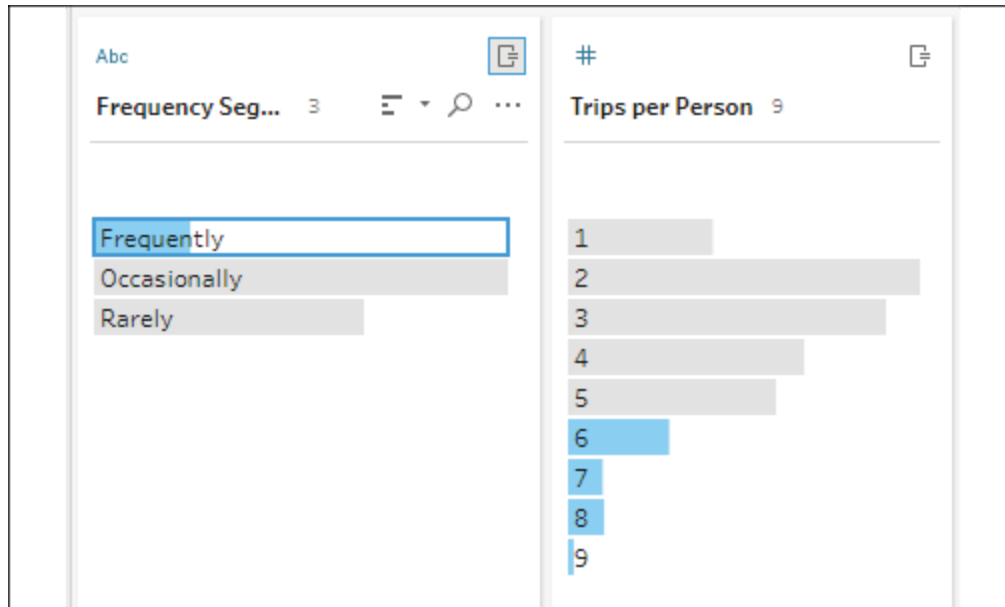 Abc
Frequency Seg... 3
Frequently
Occasionally
Rarely
#
Trips per Person 9
1
2
3
4
5
6
7
8
9